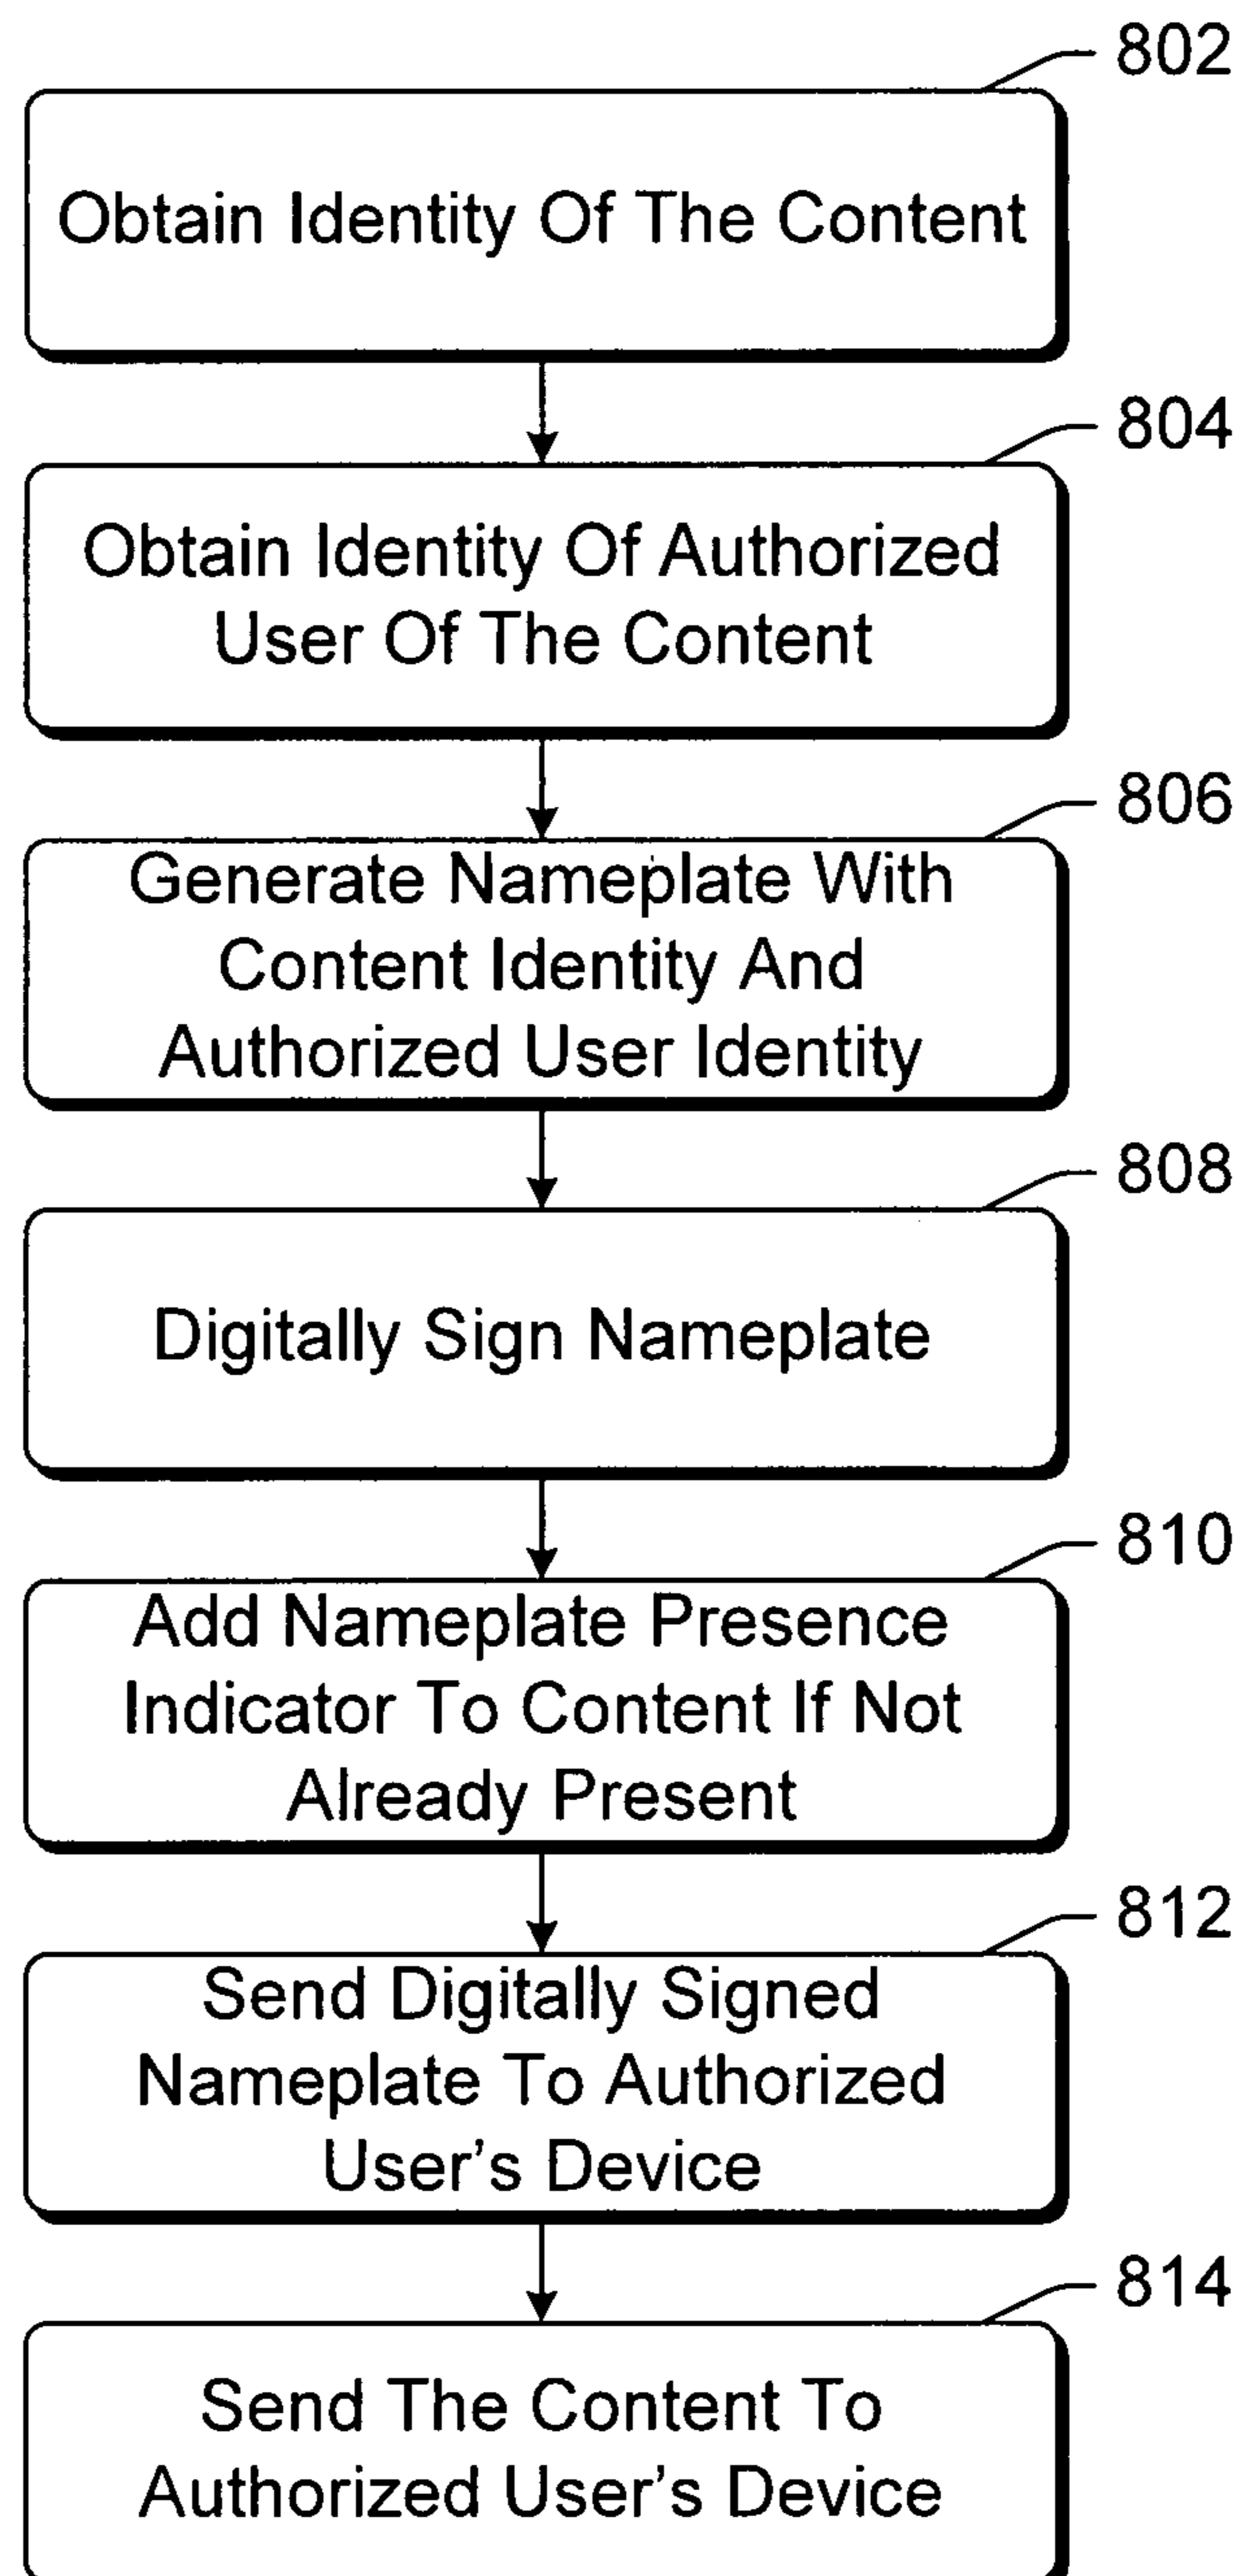 802
Obtain Identity Of The Content
804
Obtain Identity Of Authorized
User Of The Content
806
Generate Nameplate With
Content Identity And
Authorized User Identity
808
Digitally Sign Nameplate
810
Add Nameplate Presence
Indicator To Content If Not
Already Present
812
Send Digitally Signed
Nameplate To Authorized
User's Device
814
Send The Content To
Authorized User's Device